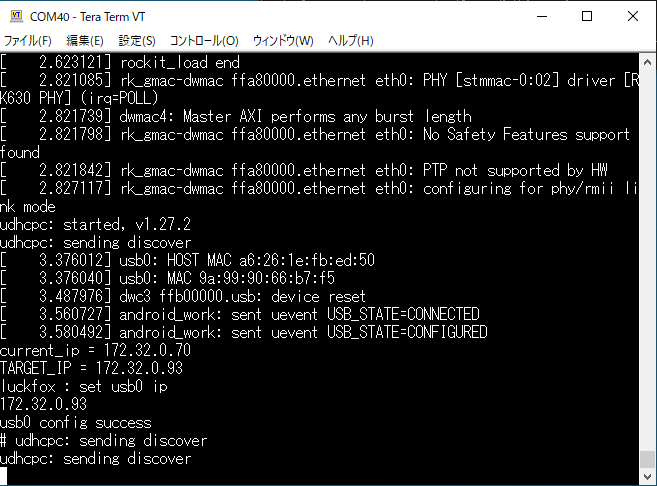 COM40 - Tera Term VT
ファイル(F) 編集(E) 設定(S) コントロール(O) ウィンドウ(W) ヘルプ(H)
[    2.623121] rockit_load end
[    2.821085] rk_gmac-dwmac ffa80000.ethernet eth0: PHY [stmmac-0:02] driver [R
K630 PHY] (irq=POLL)
[    2.821739] dwmac4: Master AXI performs any burst length
[    2.821798] rk_gmac-dwmac ffa80000.ethernet eth0: No Safety Features support
found
[    2.821842] rk_gmac-dwmac ffa80000.ethernet eth0: PTP not supported by HW
[    2.827117] rk_gmac-dwmac ffa80000.ethernet eth0: configuring for phy/rmii li
nk mode
udhcpc: started, v1.27.2
udhcpc: sending discover
[    3.376012] usb0: HOST MAC a6:26:1e:fb:ed:50
[    3.376040] usb0: MAC 9a:99:90:66:b7:f5
[    3.487976] dwc3 ffb00000.usb: device reset
[    3.560727] android_work: sent uevent USB_STATE=CONNECTED
[    3.580492] android_work: sent uevent USB_STATE=CONFIGURED
current_ip = 172.32.0.70
TARGET_IP = 172.32.0.93
luckfox : set usb0 ip
172.32.0.93
usb0 config success
# udhcpc: sending discover
udhcpc: sending discover